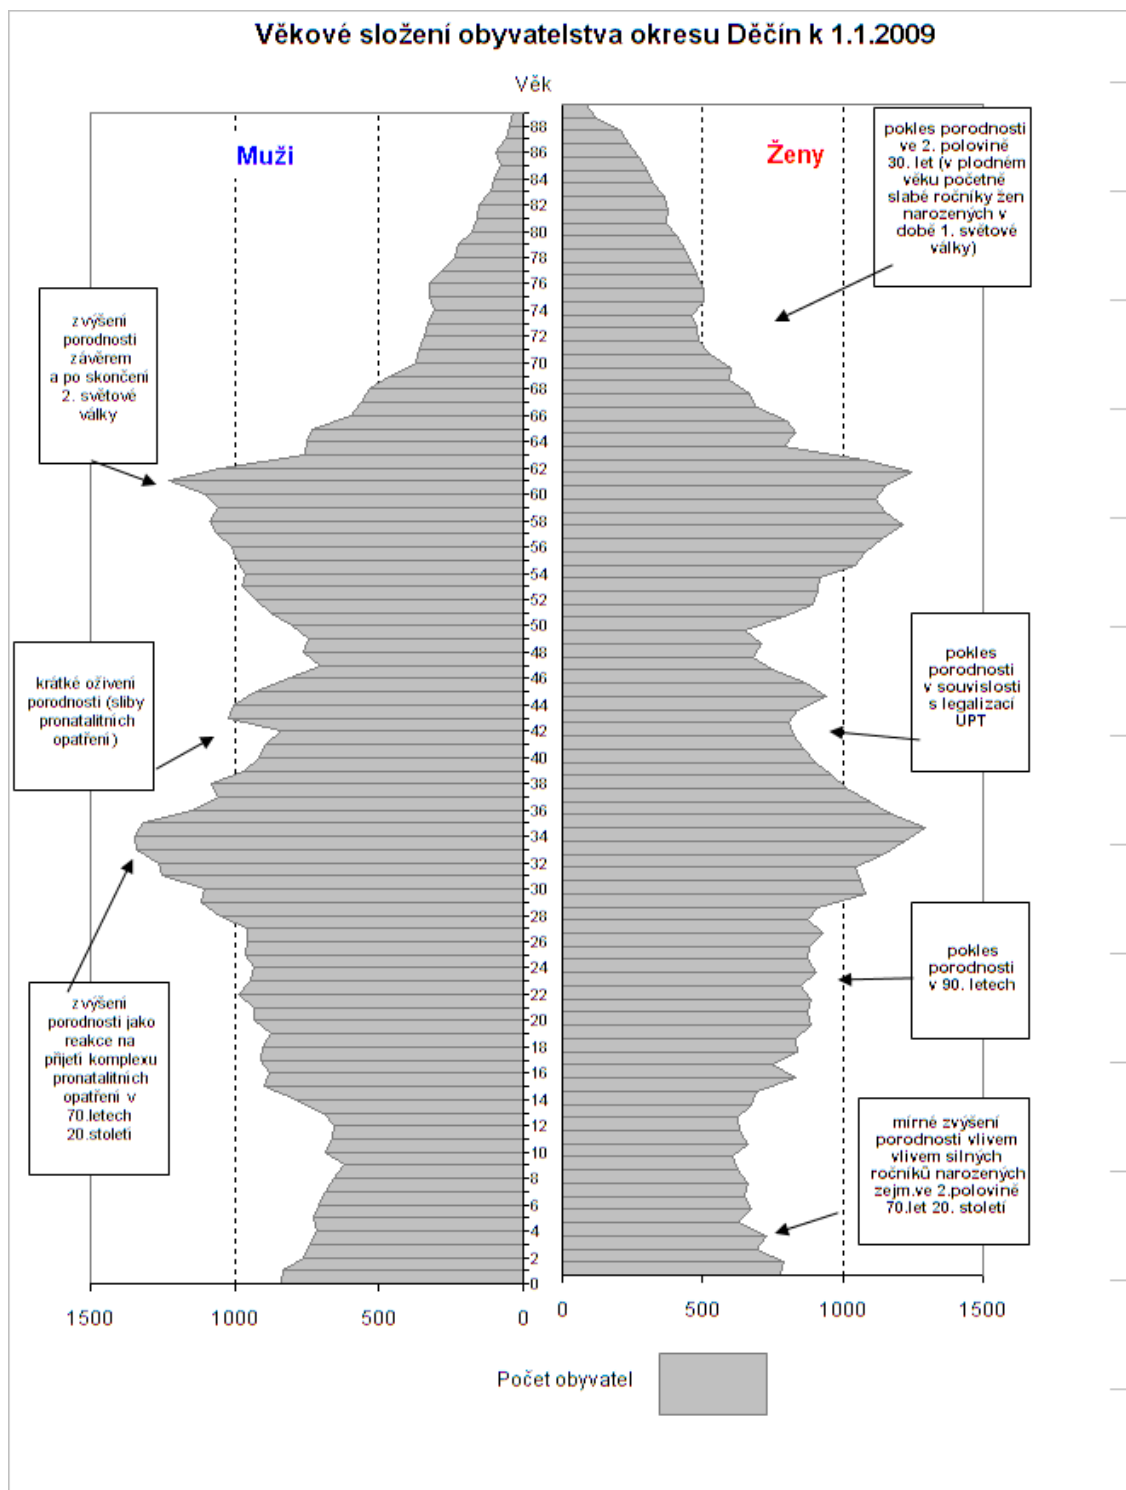 Věkové složení obyvatelstva okresu Děčín k 1.1.2009
Věk
Muži
Ženy
pokles porodnosti
ve 2. polovině
30. let (v plodném
věku početně
slabé ročníky žen
narozených v
době 1. světové
války)
zvýšení
porodnosti
závěrem
a po skončení
2. světové
války
krátké oživení
porodnosti (sliby
pronatalitních
opatření)
pokles
porodnosti
v souvislosti
s legalizací
UPT
pokles
porodnosti
v 90. letech
zvýšení
porodnosti jako
reakce na
přijetí komplexu
pronatalitních
opatření v
70.letech
20.století
mírné zvýšení
porodnosti vlivem
vlivem silných
ročníků narozených
zejm.ve 2.polovině
70.let 20. století
88
86
84
82
80
78
76
74
72
70
68
66
64
62
60
58
56
54
52
50
48
46
44
42
40
38
36
34
32
30
28
26
24
22
20
18
16
14
12
10
8
6
4
2
0
1500 1000 500 0
0 500 1000 1500
Počet obyvatel